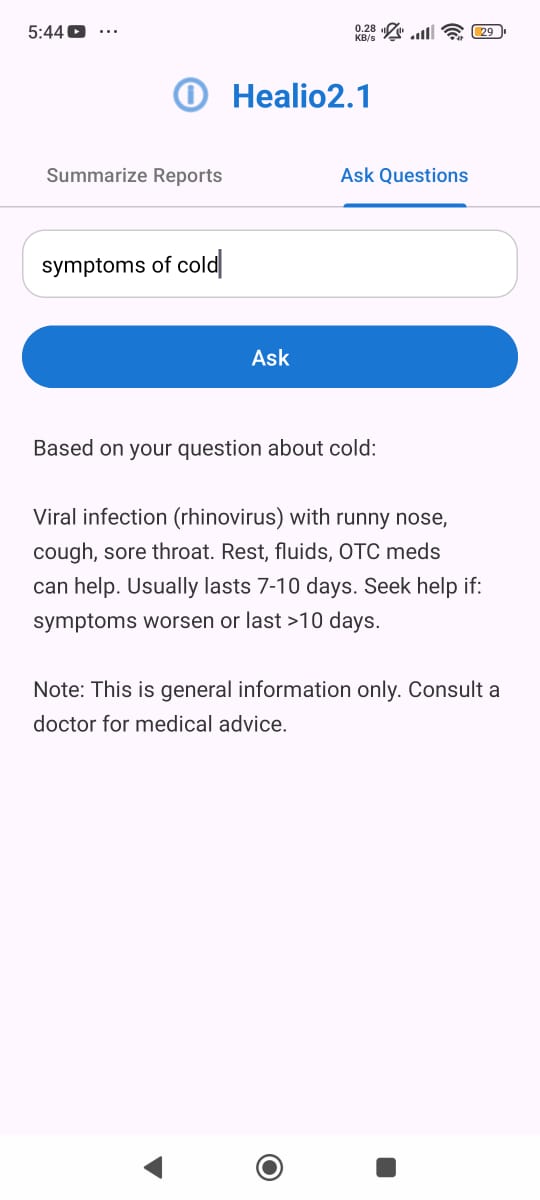 5:44 ...
0.28
KB/s
29
Healio2.1
Summarize Reports Ask Questions
symptoms of cold
Ask
Based on your question about cold:
Viral infection (rhinovirus) with runny nose,
cough, sore throat. Rest, fluids, OTC meds
can help. Usually lasts 7-10 days. Seek help if:
symptoms worsen or last >10 days.
Note: This is general information only. Consult a
doctor for medical advice.